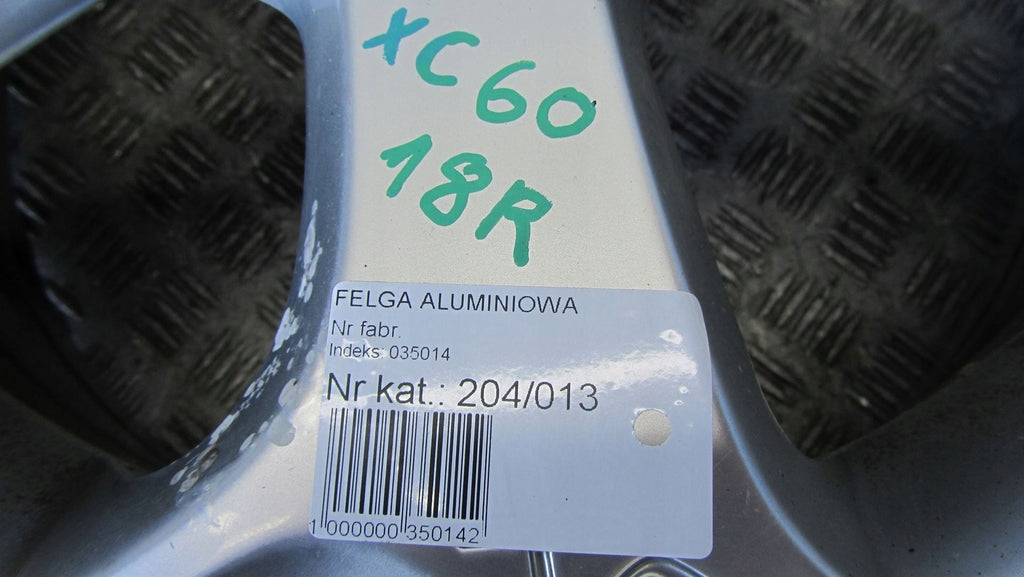 XC60
18R
FELGA ALUMINIOWA
Nr fabr.
Indeks: 035014
Nr kat.: 204/013
1 000000 350142